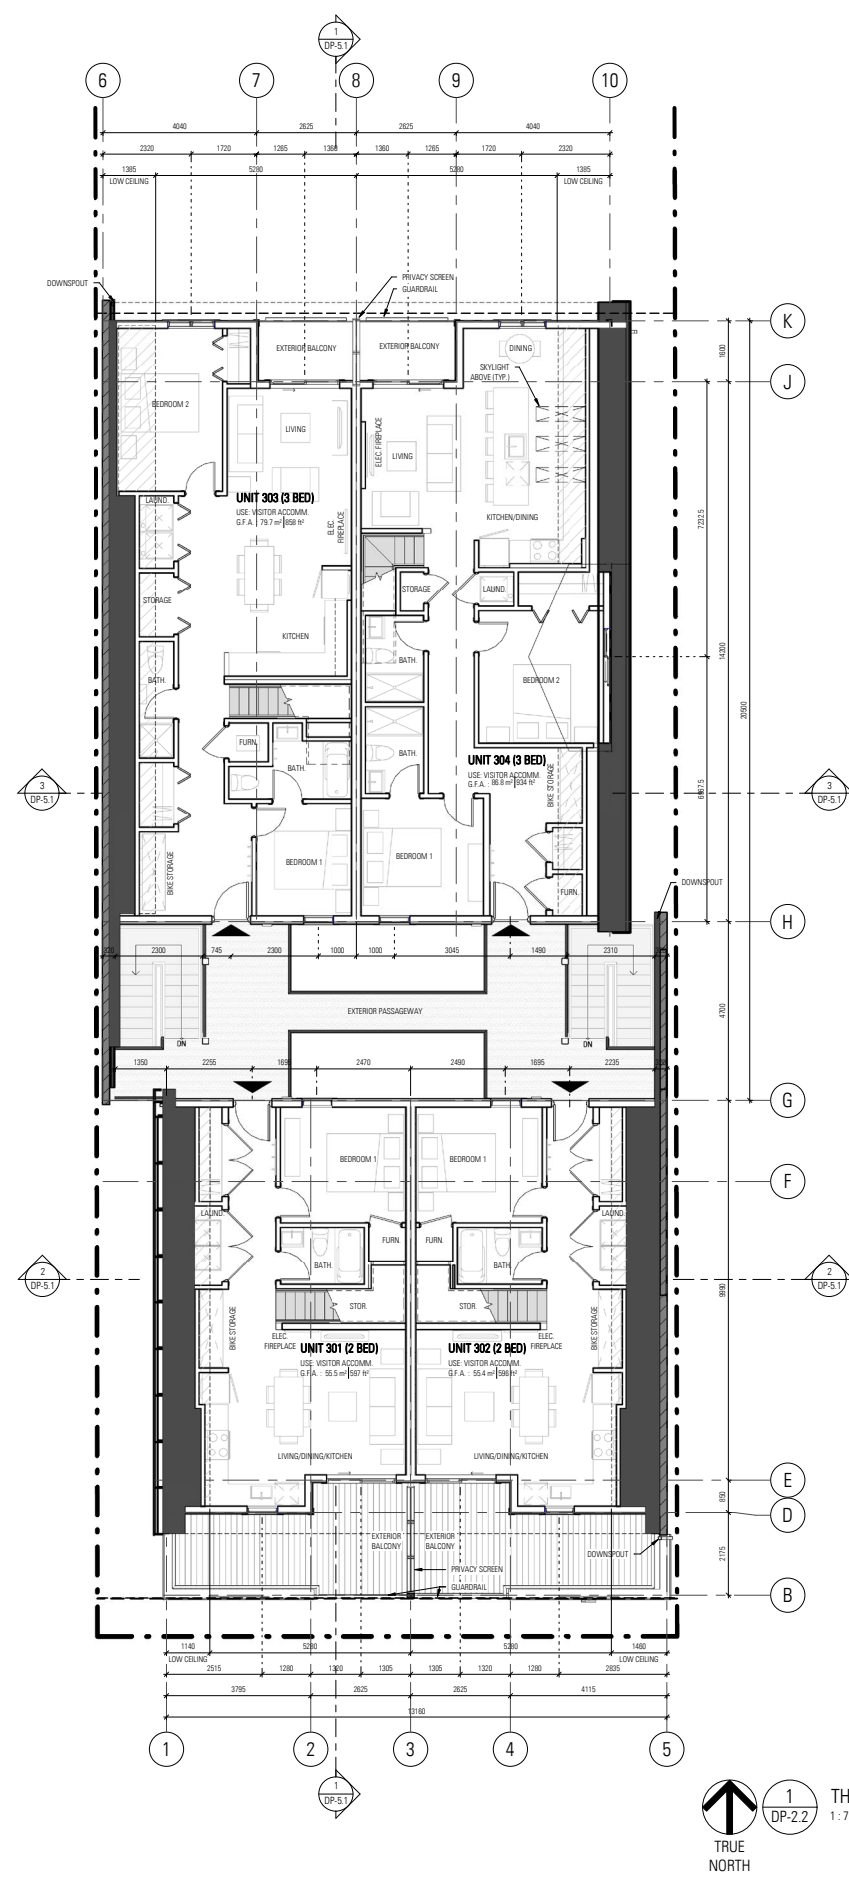 1
DP-5.1
6
7
8
9
10
4040
2625
2625
4040
2320
1720
1265
1360
1360
1265
1720
2320
1385
5280
5280
1385
LOW CEILING
LOW CEILING
PRIVACY SCREEN
GUARDRAIL
DOWNSPOUT
K
EXTERIOR BALCONY
EXTERIOR BALCONY
DINING
SKYLIGHT
ABOVE (TYP.)
1600
J
BEDROOM 2
LIVING
ELEC. FIREPLACE
LIVING
UNIT 303 (3 BED)
USE: VISITOR ACCOMM.
G.F.A. : 79.7 m² 858 ft²
LAUND.
ELEC.
FIREPLACE
KITCHEN/DINING
7232.5
STORAGE
STORAGE
LAUND.
KITCHEN
BATH.
BATH.
BEDROOM 2
14200
20500
FURN.
BATH.
BATH.
UNIT 304 (3 BED)
USE: VISITOR ACCOMM.
G.F.A. : 86.8 m² 934 ft²
BIKE STORAGE
6967.5
3
DP-5.1
3
DP-5.1
BIKE STORAGE
BEDROOM 1
BEDROOM 1
FURN.
DOWNSPOUT
H
320
2300
745
2300
1000
1000
3045
1490
2310
EXTERIOR PASSAGEWAY
4700
DN
DN
1350
2255
1695
2470
2490
1695
2235
G
BEDROOM 1
BEDROOM 1
F
LAUND.
LAUND.
FURN.
FURN.
BATH.
BATH.
2
DP-5.1
2
DP-5.1
9990
BIKE STORAGE
STOR.
STOR.
BIKE STORAGE
ELEC.
FIREPLACE
ELEC.
FIREPLACE
UNIT 301 (2 BED)
USE: VISITOR ACCOMM.
G.F.A. : 55.5 m² 597 ft²
UNIT 302 (2 BED)
USE: VISITOR ACCOMM.
G.F.A. : 55.4 m² 596 ft²
LIVING/DINING/KITCHEN
LIVING/DINING/KITCHEN
E
850
D
EXTERIOR
BALCONY
EXTERIOR
BALCONY
DOWNSPOUT
2175
PRIVACY SCREEN
GUARDRAIL
B
1140
5280
5280
1460
LOW CEILING
LOW CEILING
2515
1280
1320
1305
1305
1320
1280
2835
3795
2625
2625
4115
13160
1
2
3
4
5
1
DP-5.1
TRUE
NORTH
1
DP-2.2
TH
1 : 7